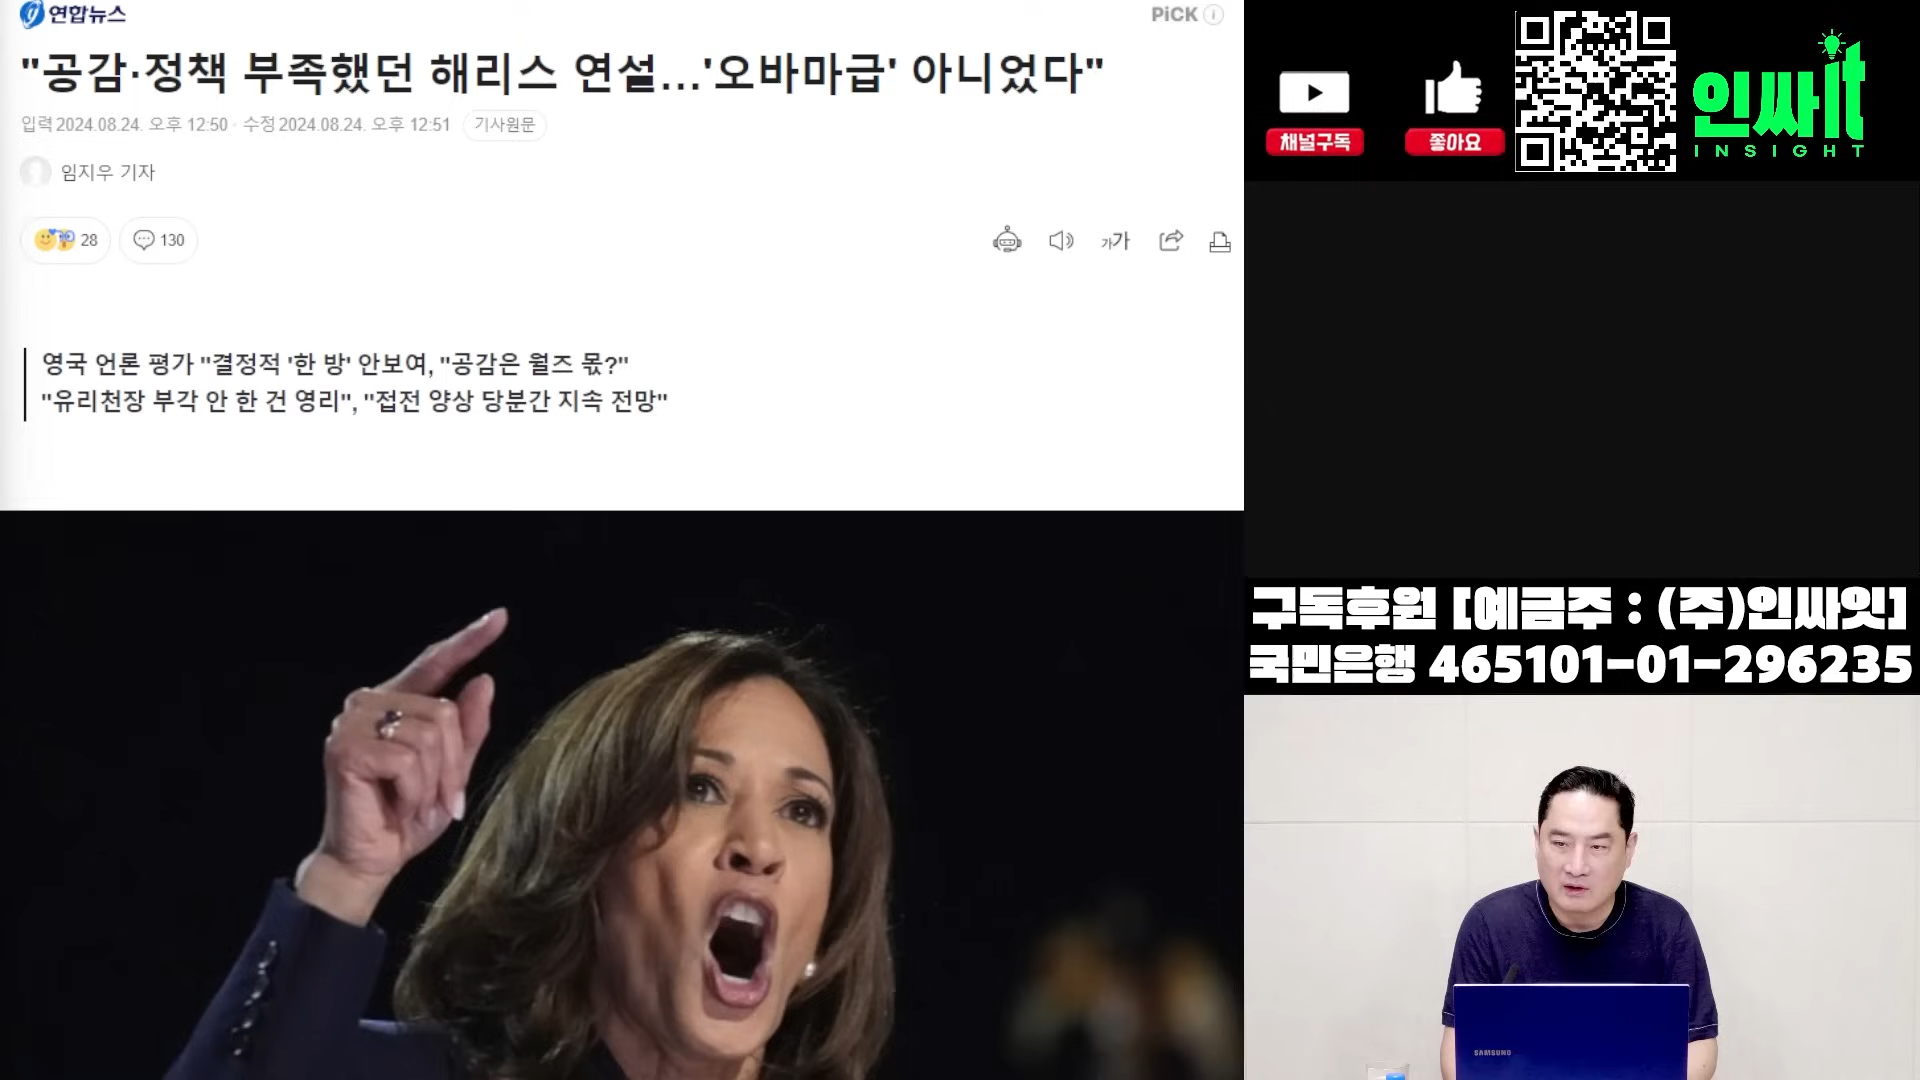 연합뉴스
PiCK
"공감·정책 부족했던 해리스 연설…'오바마급' 아니었다"
입력 2024.08.24. 오후 12:50 · 수정 2024.08.24. 오후 12:51 기사원문
임지우 기자
28 130
가가
영국 언론 평가 "결정적 '한 방' 안보여, "공감은 월즈 몫?"
"유리천장 부각 안 한 건 영리", "접전 양상 당분간 지속 전망"
채널구독
좋아요
인싸it
INSIGHT
구독후원 [예금주 : (주)인싸잇]
국민은행 465101-01-296235
SAMSUNG